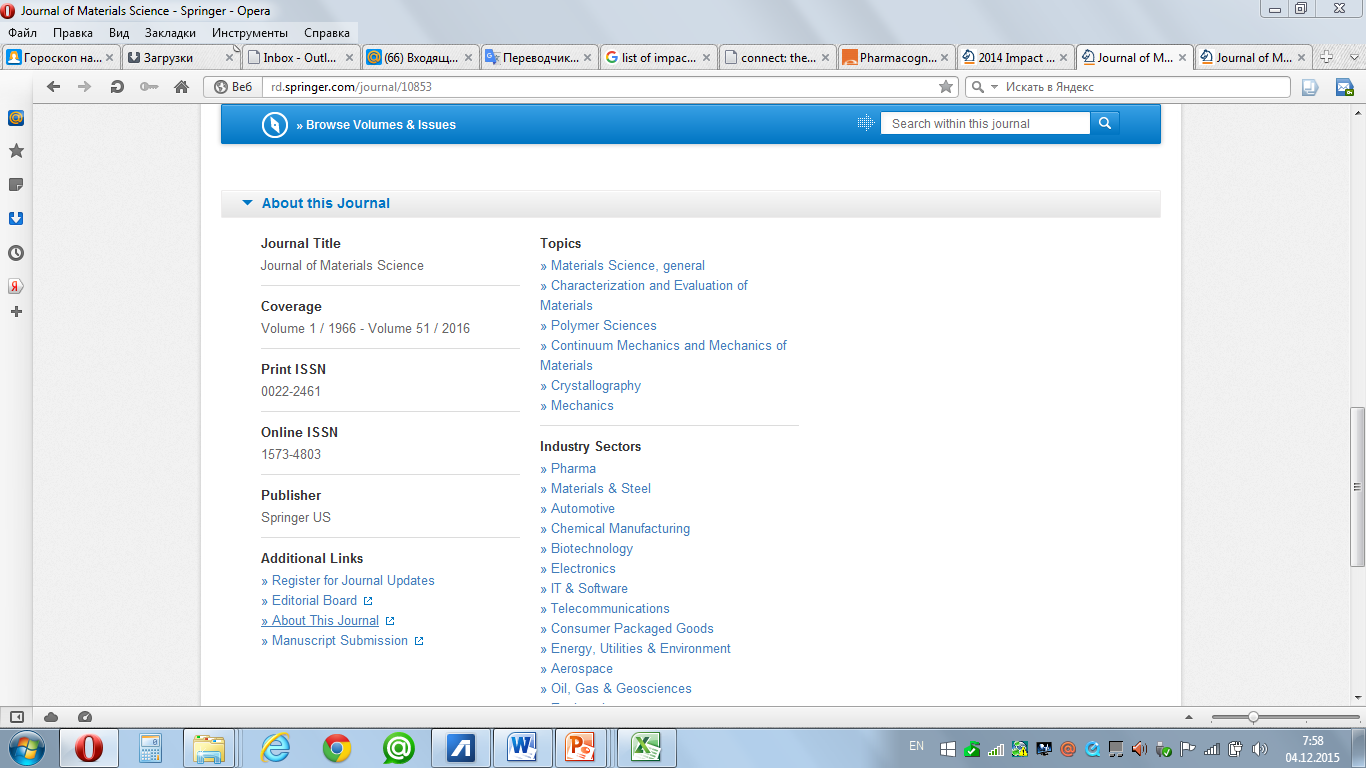 Journal of Materials Science - Springer - Opera
Файл Правка Вид Закладки Инструменты Справка
Гороскоп на... Загрузки Inbox - Outl... (66) Входящ... Переводчик... list of impac... connect: the... Pharmacogn... 2014 Impact ... Journal of M... Journal of M...
Веб rd.springer.com/journal/10853 Искать в Яндекс
» Browse Volumes & Issues Search within this journal
About this Journal
Journal Title
Journal of Materials Science
Coverage
Volume 1 / 1966 - Volume 51 / 2016
Print ISSN
0022-2461
Online ISSN
1573-4803
Publisher
Springer US
Additional Links
» Register for Journal Updates
» Editorial Board
» About This Journal
» Manuscript Submission
Topics
» Materials Science, general
» Characterization and Evaluation of
Materials
» Polymer Sciences
» Continuum Mechanics and Mechanics of
Materials
» Crystallography
» Mechanics
Industry Sectors
» Pharma
» Materials & Steel
» Automotive
» Chemical Manufacturing
» Biotechnology
» Electronics
» IT & Software
» Telecommunications
» Consumer Packaged Goods
» Energy, Utilities & Environment
» Aerospace
» Oil, Gas & Geosciences
EN 7:58
04.12.2015